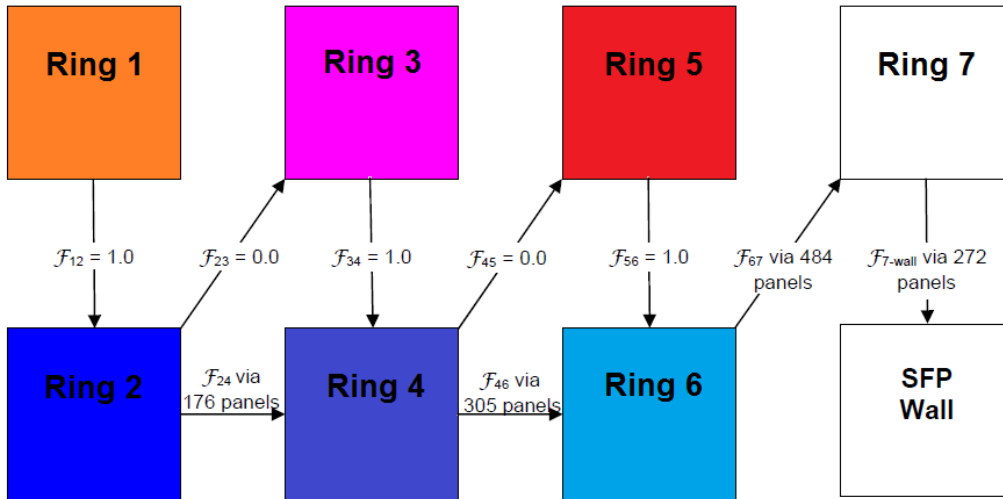 Ring 1
Ring 3
Ring 5
Ring 7
ℱ12 = 1.0
ℱ23 = 0.0
ℱ34 = 1.0
ℱ45 = 0.0
ℱ56 = 1.0
ℱ67 via 484
panels
ℱ7-wall via 272
panels
Ring 2
ℱ24 via
176 panels
Ring 4
ℱ46 via
305 panels
Ring 6
SFP
Wall